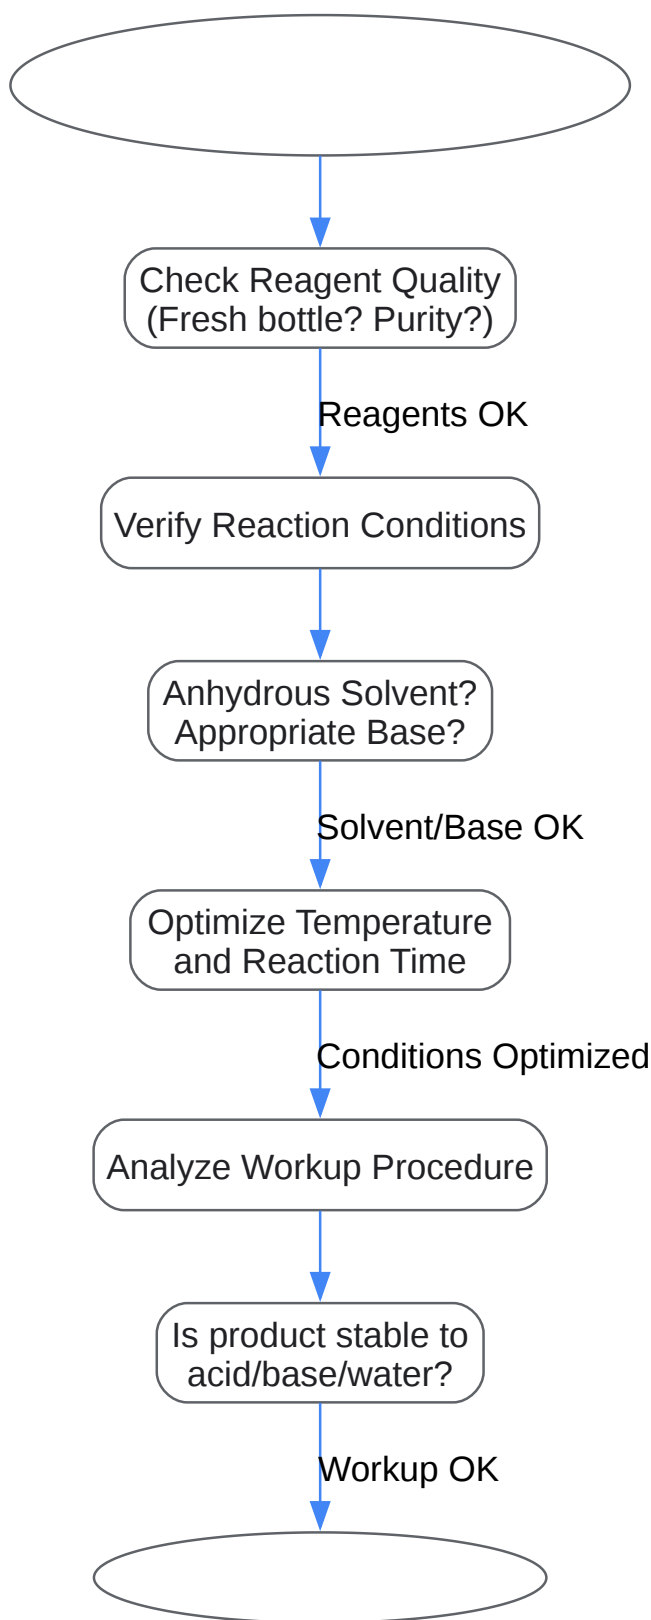 Check Reagent Quality
(Fresh bottle? Purity?)
Reagents OK
Verify Reaction Conditions
Anhydrous Solvent?
Appropriate Base?
Solvent/Base OK
Optimize Temperature
and Reaction Time
Conditions Optimized
Analyze Workup Procedure
Is product stable to
acid/base/water?
Workup OK